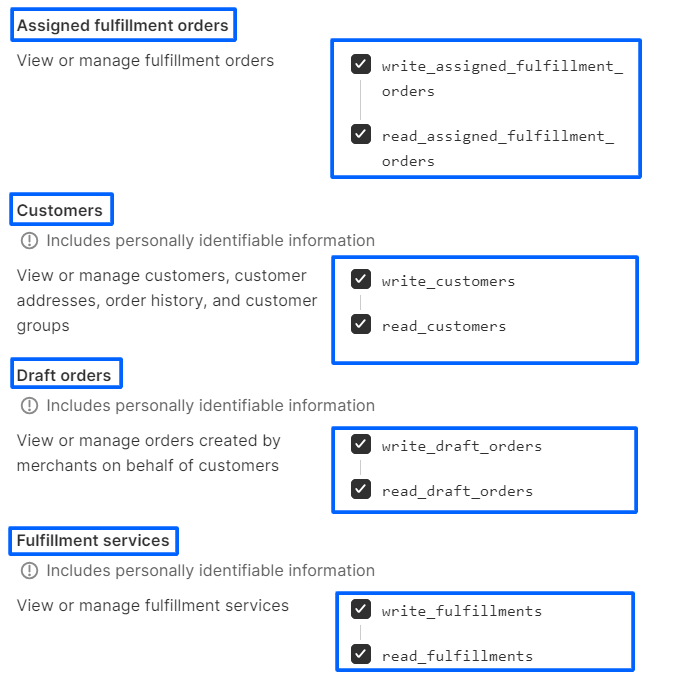 Assigned fulfillment orders
View or manage fulfillment orders
write_assigned_fulfillment_
orders
read_assigned_fulfillment_
orders
Customers
Includes personally identifiable information
View or manage customers, customer
addresses, order history, and customer
groups
write_customers
read_customers
Draft orders
Includes personally identifiable information
View or manage orders created by
merchants on behalf of customers
write_draft_orders
read_draft_orders
Fulfillment services
Includes personally identifiable information
View or manage fulfillment services
write_fulfillments
read_fulfillments